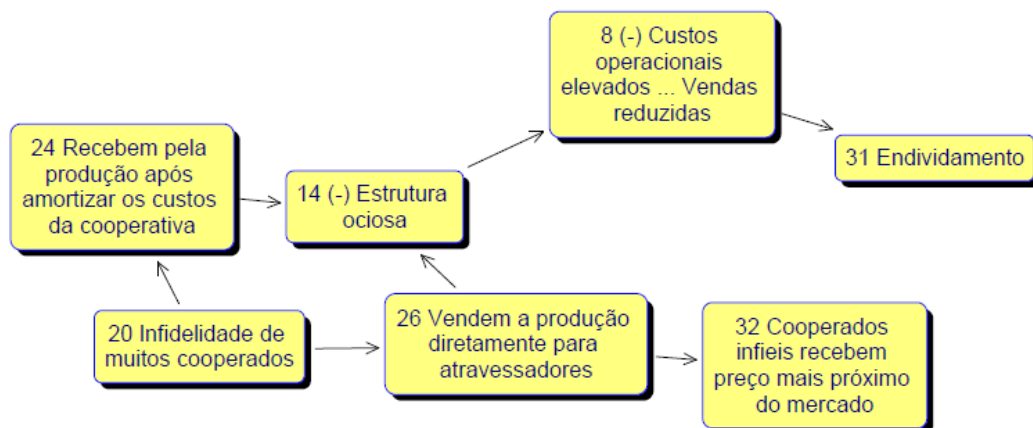 8 (-) Custos
operacionais
elevados ... Vendas
reduzidas
24 Recebem pela
produção após
amortizar os custos
da cooperativa
31 Endividamento
14 (-) Estrutura
ociosa
20 Infidelidade de
muitos cooperados
26 Vendem a produção
diretamente para
atravessadores
32 Cooperados
infieis recebem
preço mais próximo
do mercado